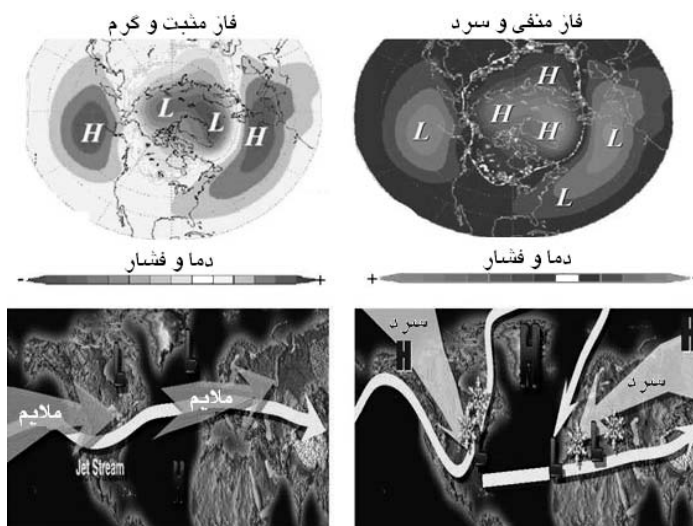 فاز مثبت و گرم
فاز منفی و سرد
H L L H
H H H L L L
دما و فشار
- +
دما و فشار
+ -
ملایم ملایم
Jet Stream
L L H
سرد سرد
H H H
L L L